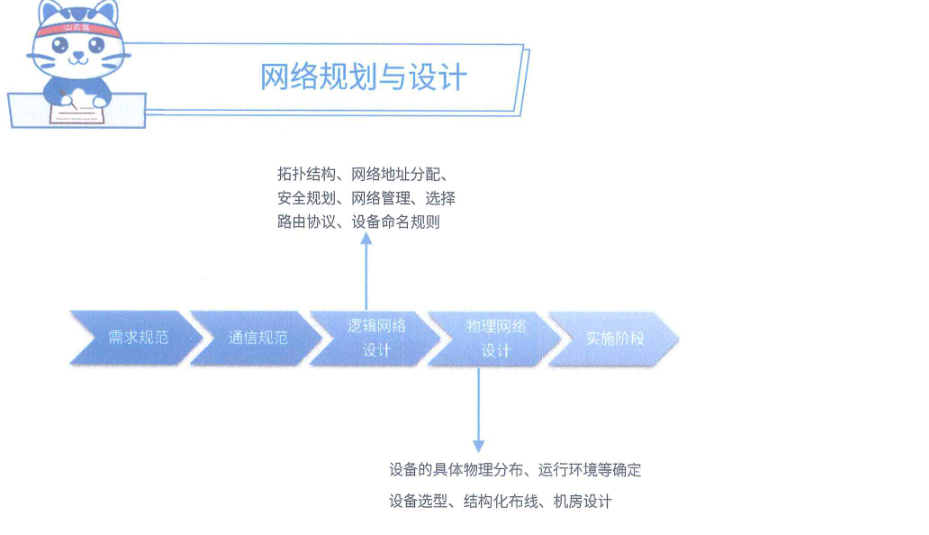 网络规划与设计
拓扑结构、网络地址分配、
安全规划、网络管理、选择
路由协议、设备命名规则
需求规范
通信规范
逻辑网络
设计
物理网络
设计
实施阶段
设备的具体物理分布、运行环境等确定
设备选型、结构化布线、机房设计